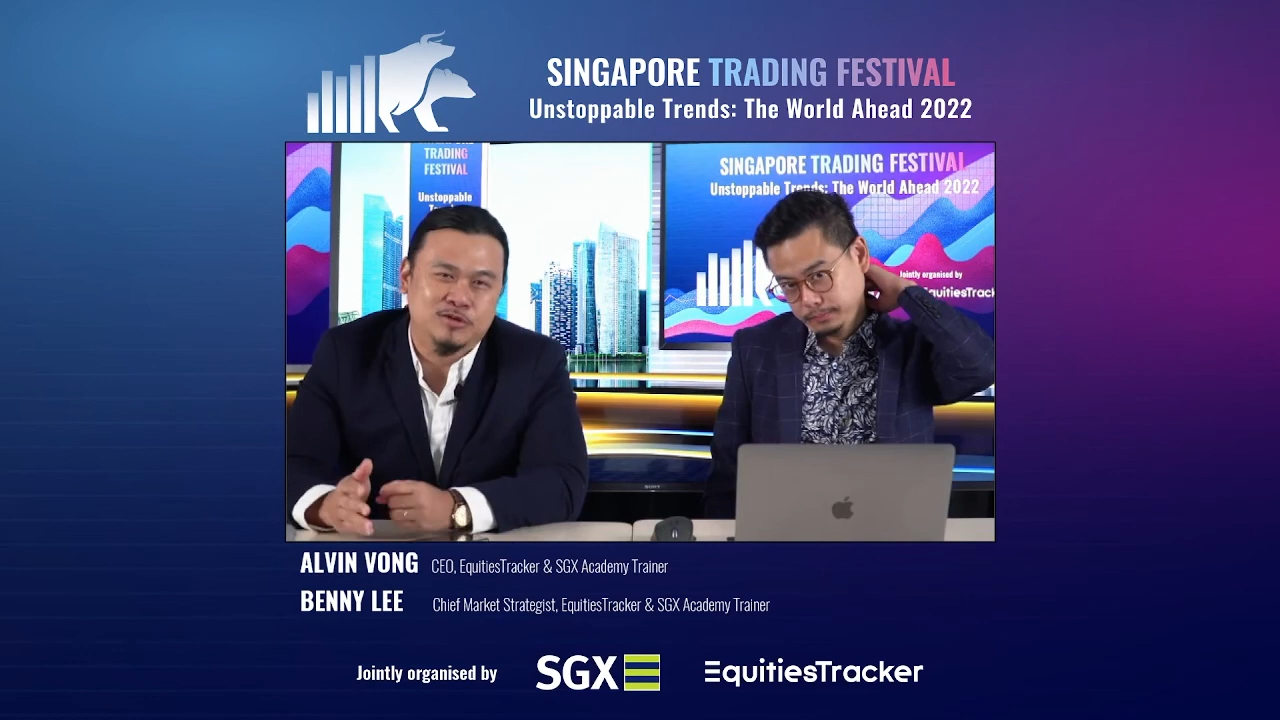 SINGAPORE TRADING FESTIVAL
Unstoppable Trends: The World Ahead 2022
TRADING
FESTIVAL
Unstoppable
SINGAPORE TRADING FESTIVAL
Unstoppable Trends: The World Ahead 2022
Jointly organised by
EquitiesTrack
SONY
ALVIN VONG CEO, EquitiesTracker & SGX Academy Trainer
BENNY LEE Chief Market Strategist, EquitiesTracker & SGX Academy Trainer
Jointly organised by SGX EquitiesTracker